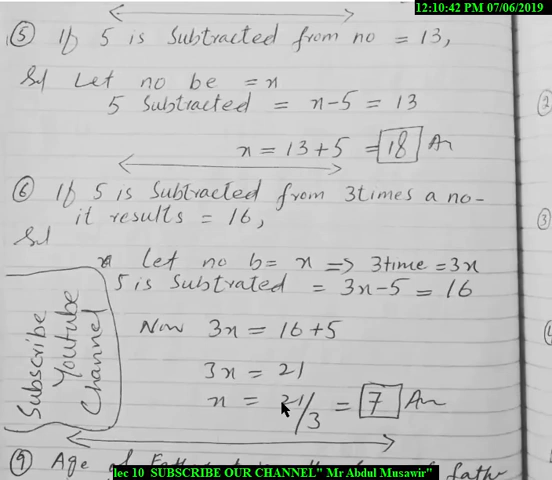 12:10:42 PM 07/06/2019
⑤ If 5 is Subtracted from no = 13,
Sol Let no be = x
5 Subtracted = x-5 = 13
x = 13+5 = 18 An
⑥ If 5 is Subtracted from 3times a no-
it results = 16,
Sol
Let no b= x => 3time = 3x
5 is Subtrated = 3x-5 = 16
Now 3x = 16+5
3x = 21
x = 21/3 = 7 An
Subscribe
Youtube
Channel
⑨ Age of Fath
lec 10 SUBSCRIBE OUR CHANNEL" Mr Abdul Musawir"